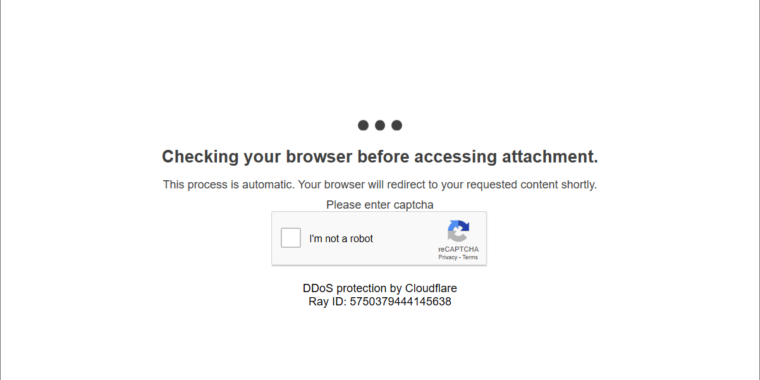 Checking your browser before accessing attachment.
This process is automatic. Your browser will redirect to your requested content shortly.
Please enter captcha
I'm not a robot
reCAPTCHA
Privacy - Terms
DDoS protection by Cloudflare
Ray ID: 5750379444145638